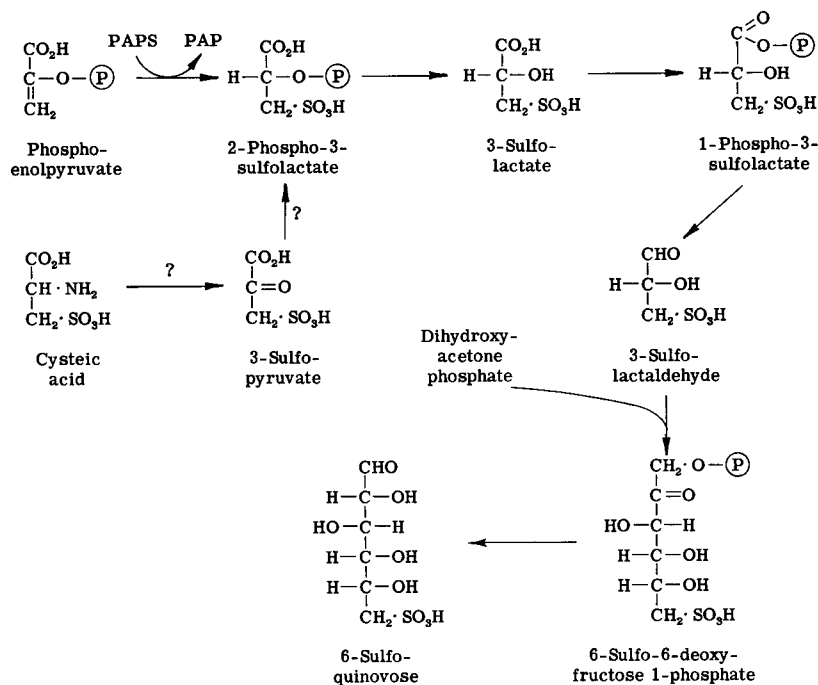 CO₂H
C—O—Ⓟ
CH₂
Phospho-
enolpyruvate
PAPS
PAP
CO₂H
H—C—O—Ⓟ
CH₂· SO₃H
2-Phospho-3-
sulfolactate
CO₂H
H—C—OH
CH₂· SO₃H
3-Sulfo-
lactate
C=O
O—Ⓟ
H—C—OH
CH₂· SO₃H
1-Phospho-3-
sulfolactate
?
CO₂H
CH · NH₂
CH₂· SO₃H
Cysteic
acid
?
CO₂H
C=O
CH₂· SO₃H
3-Sulfo-
pyruvate
CHO
H—C—OH
CH₂· SO₃H
3-Sulfo-
lactaldehyde
Dihydroxy-
acetone
phosphate
CH₂· O—Ⓟ
C=O
HO—C—H
H—C—OH
H—C—OH
CH₂· SO₃H
6-Sulfo-6-deoxy-
fructose 1-phosphate
CHO
H—C—OH
HO—C—H
H—C—OH
H—C—OH
CH₂· SO₃H
6-Sulfo-
quinovose